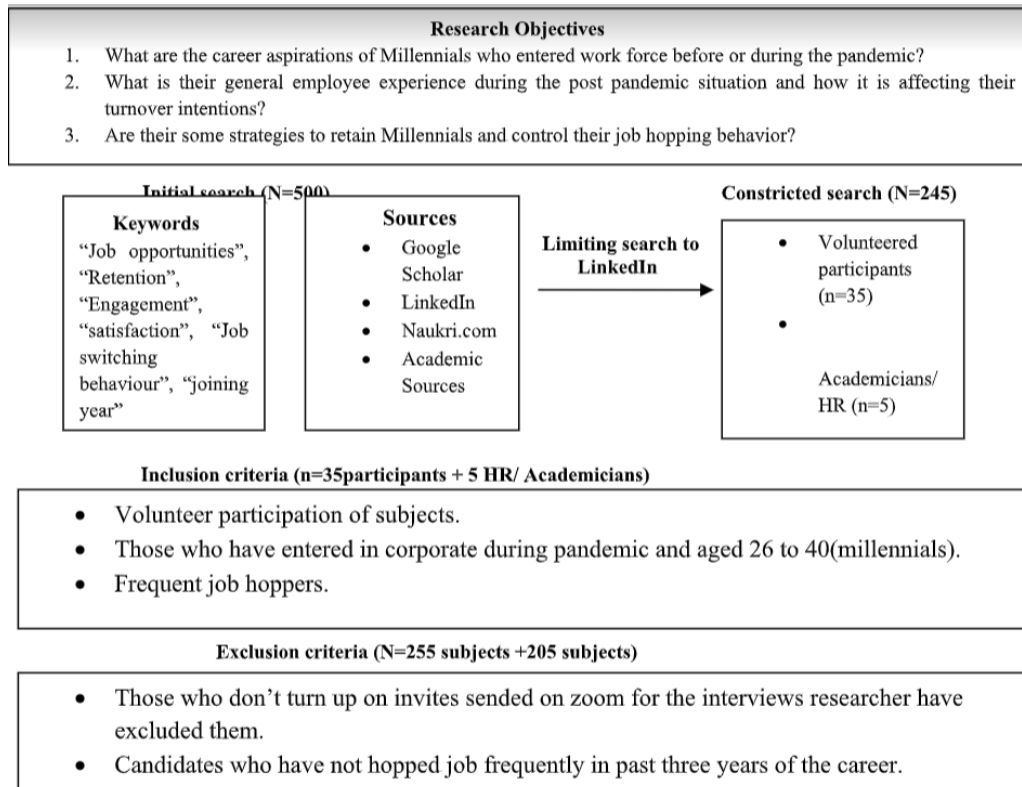 Research Objectives
1. What are the career aspirations of Millennials who entered work force before or during the pandemic?
2. What is their general employee experience during the post pandemic situation and how it is affecting their
turnover intentions?
3. Are their some strategies to retain Millennials and control their job hopping behavior?
Initial search (N=500)
Keywords
“Job opportunities”,
“Retention”,
“Engagement”,
“satisfaction”, “Job
switching
behaviour”, “joining
year”
Sources
• Google
Scholar
• LinkedIn
• Naukri.com
• Academic
Sources
Limiting search to
LinkedIn
Constricted search (N=245)
• Volunteered
participants
(n=35)
•
Academicians/
HR (n=5)
Inclusion criteria (n=35participants + 5 HR/ Academicians)
• Volunteer participation of subjects.
• Those who have entered in corporate during pandemic and aged 26 to 40(millennials).
• Frequent job hoppers.
Exclusion criteria (N=255 subjects +205 subjects)
• Those who don’t turn up on invites sended on zoom for the interviews researcher have
excluded them.
• Candidates who have not hopped job frequently in past three years of the career.